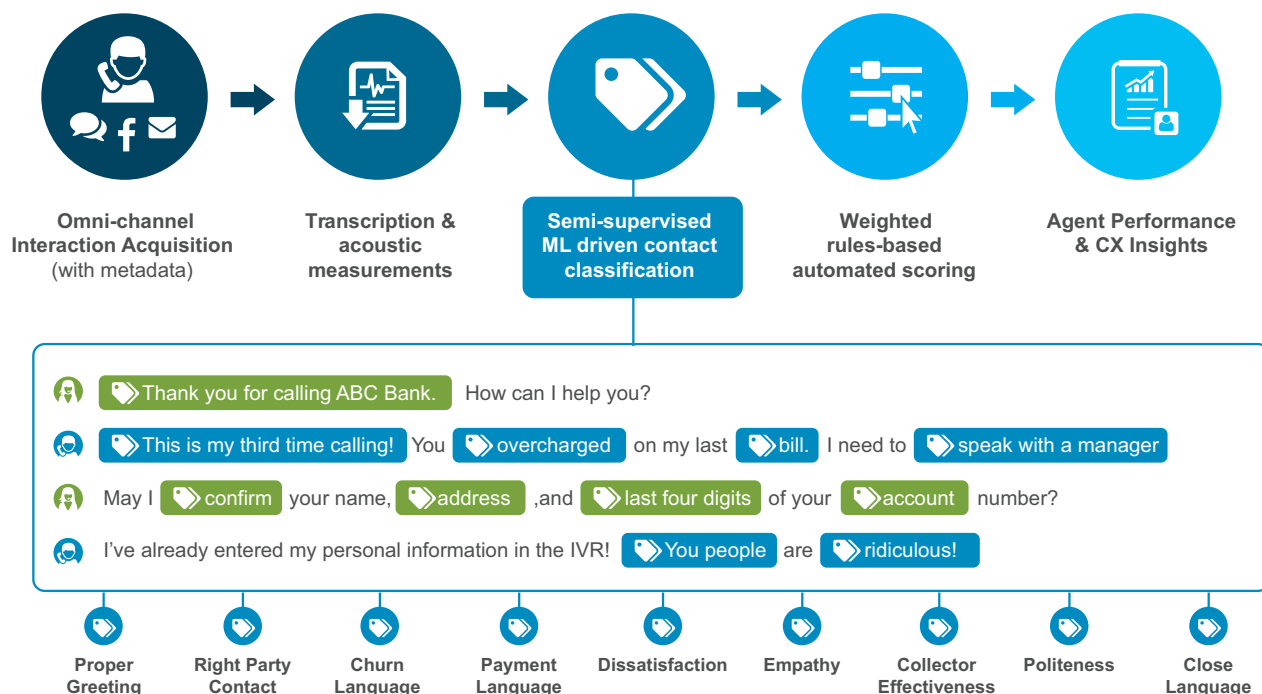 Omni-channel
Interaction Acquisition
(with metadata)
Transcription &
acoustic
measurements
Semi-supervised
ML driven contact
classification
Weighted
rules-based
automated scoring
Agent Performance
& CX Insights
Thank you for calling ABC Bank. How can I help you?
This is my third time calling! You overcharged on my last bill. I need to speak with a manager
May I confirm your name, address ,and last four digits of your account number?
I've already entered my personal information in the IVR! You people are ridiculous!
Proper
Greeting
Right Party
Contact
Churn
Language
Payment
Language
Dissatisfaction
Empathy
Collector
Effectiveness
Politeness
Close
Language